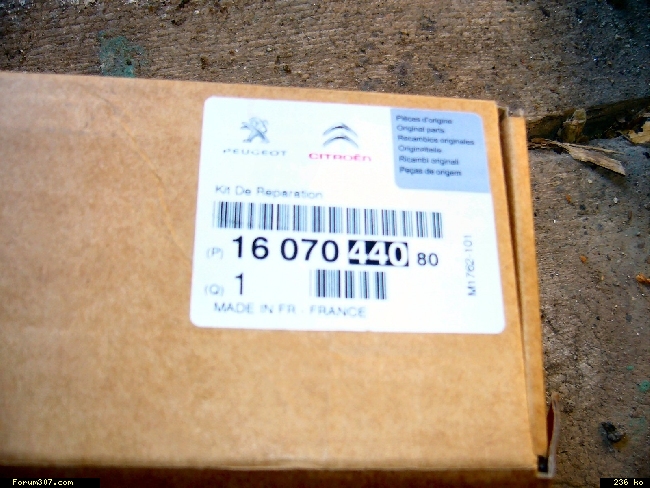 PEUGEOT
CITROËN
Pièces d'origine
Original parts
Recambios originales
Originalteile
Ricambi originali
Peças de origem
Kit De Reparation
(P) 16 070 440 80
(Q) 1
MADE IN FR - FRANCE
M1762-101
Forum307.com
236 ko